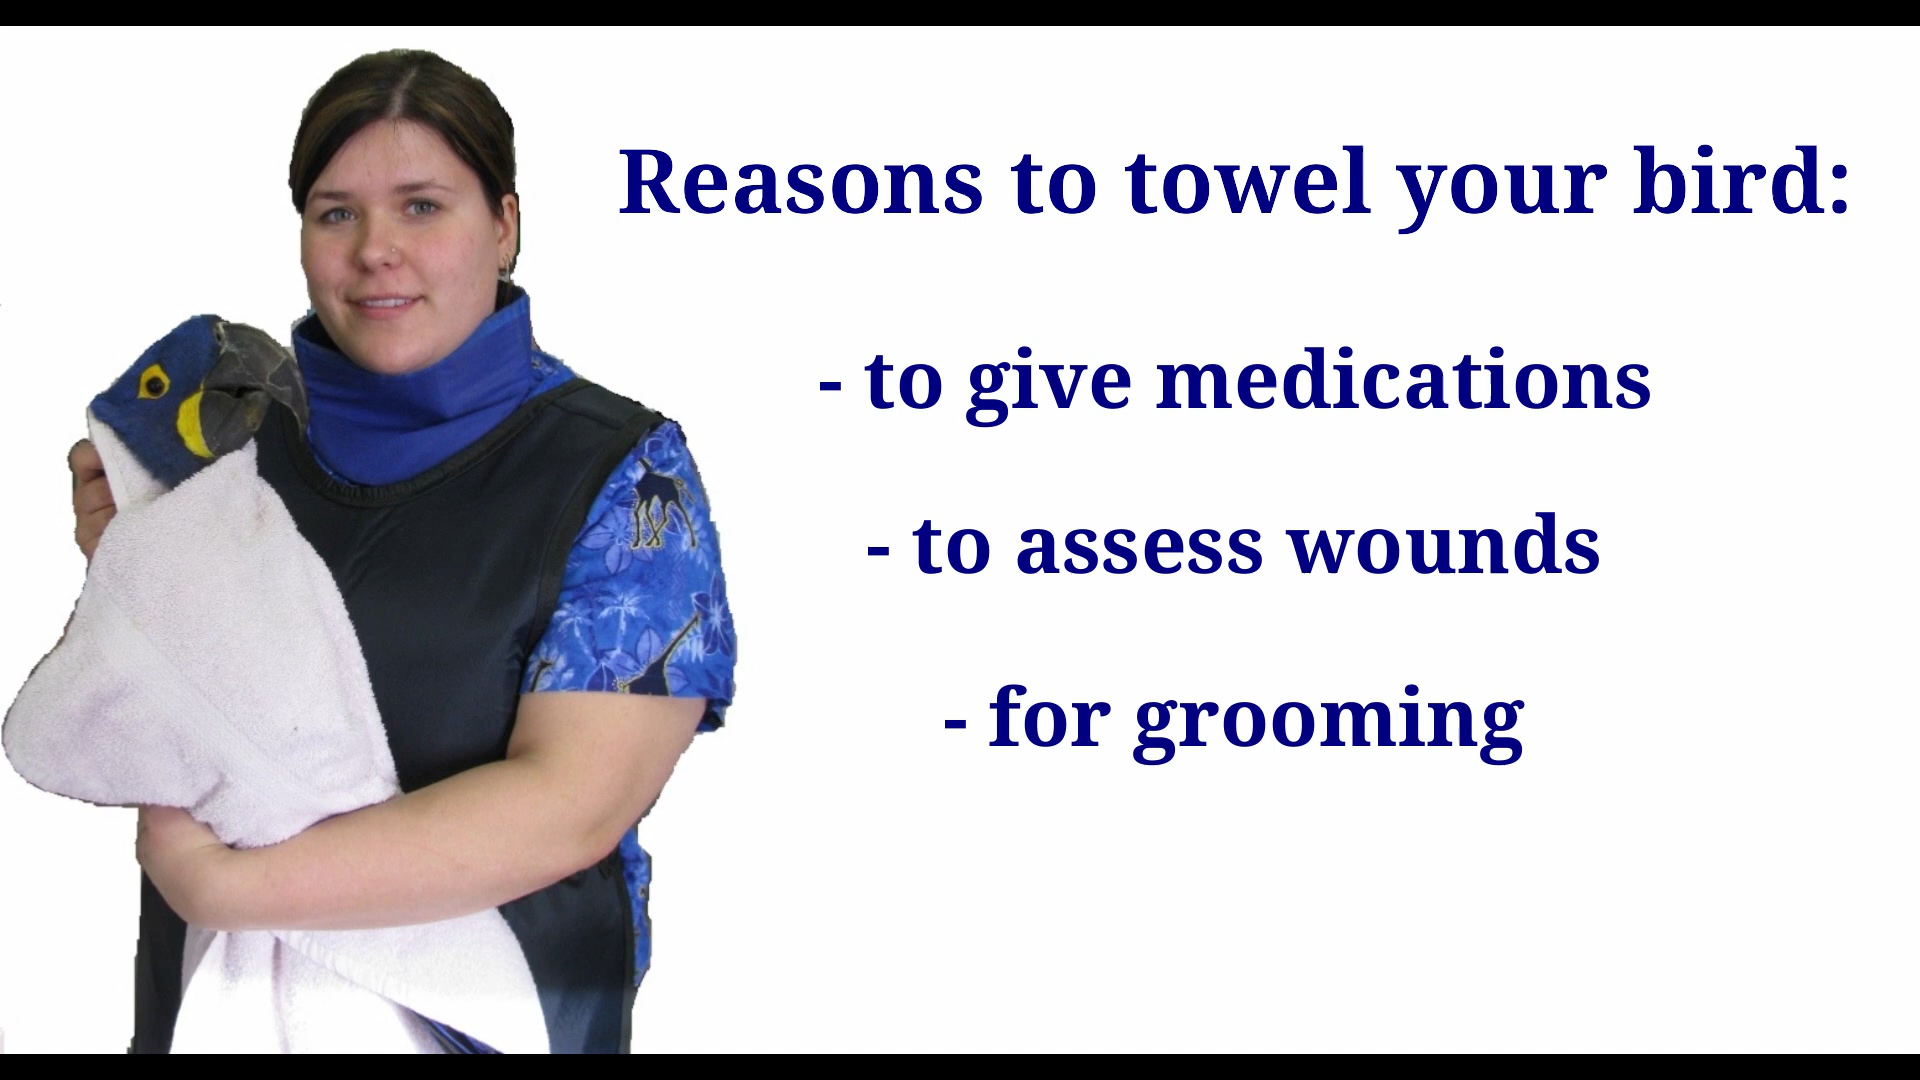 Reasons to towel your bird:
- to give medications
- to assess wounds
- for grooming